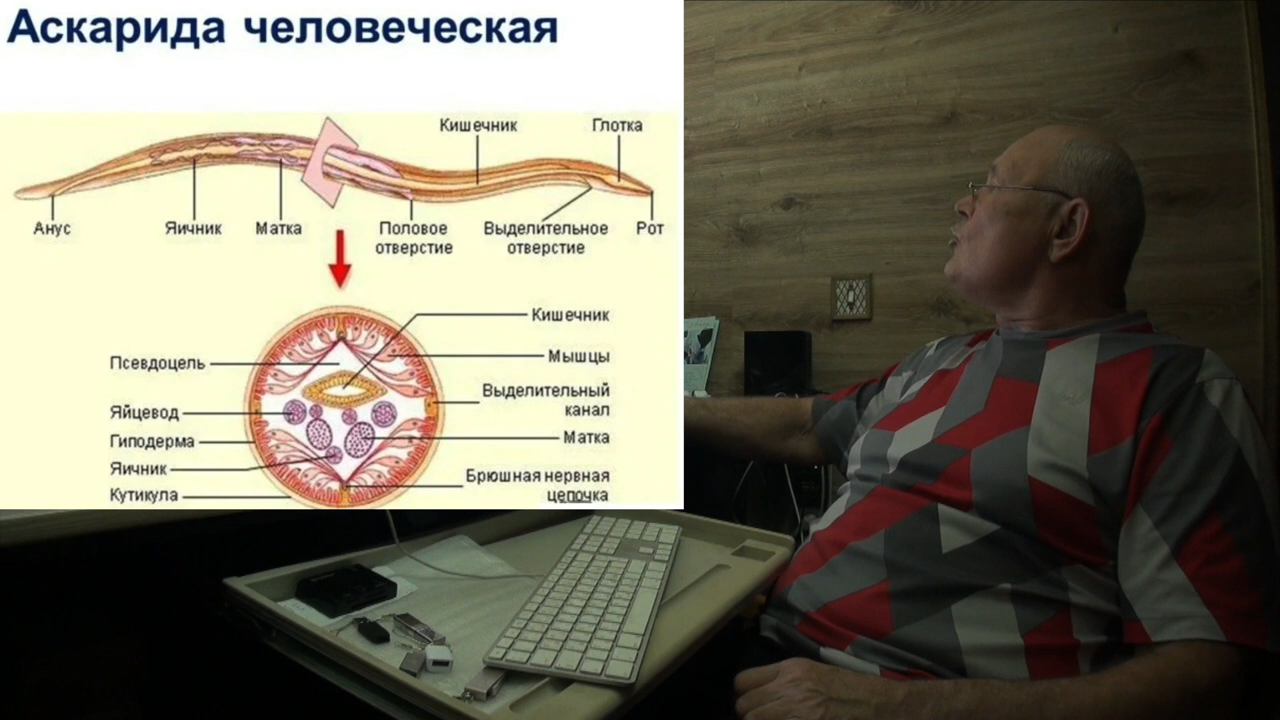 Аскарида человеческая
Кишечник
Глотка
Анус
Яичник
Матка
Половое
отверстие
Выделительное
отверстие
Рот
Кишечник
Псевдоцель
Мышцы
Выделительный
канал
Яйцевод
Гиподерма
Матка
Яичник
Брюшная нервная
цепочка
Кутикула